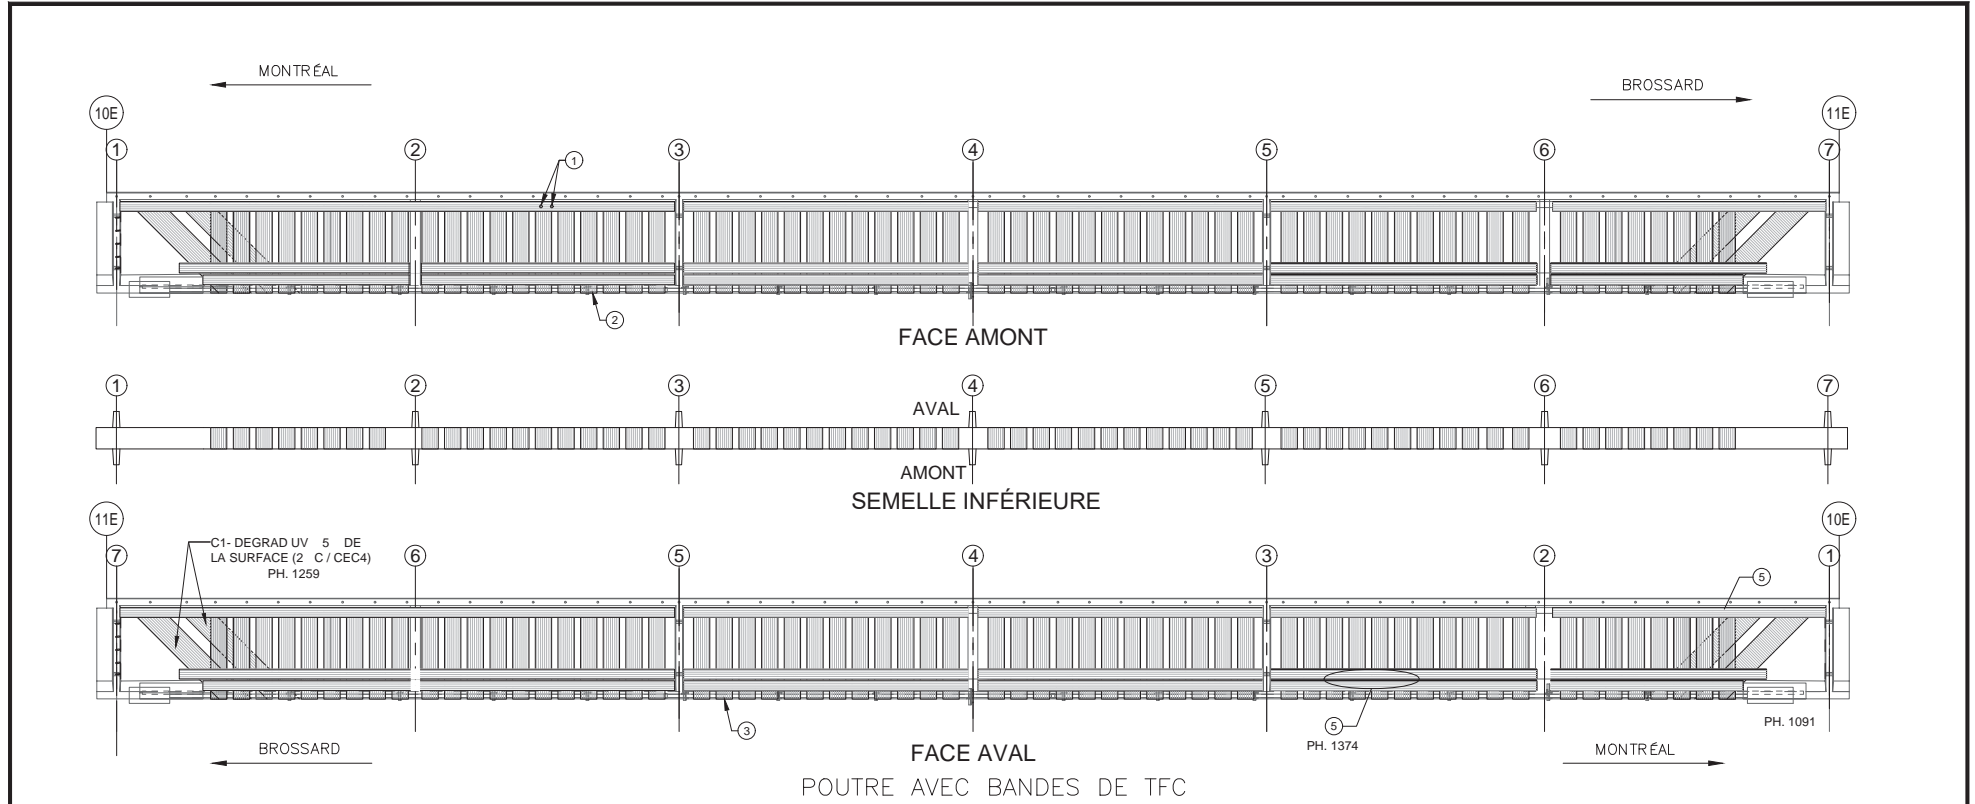 MONTRÉAL
BROSSARD
10E
11E
1 2 3 4 5 6 7
1
2
FACE AMONT
1 2 3 4 5 6 7
AVAL
AMONT
SEMELLE INFÉRIEURE
11E
10E
C1- DEGRAD UV 5 DE
LA SURFACE (2 C / CEC4)
PH. 1259
7 6 5 4 3 2 1
5
3
5
PH. 1374
PH. 1091
BROSSARD
FACE AVAL
MONTRÉAL
POUTRE AVEC BANDES DE TFC